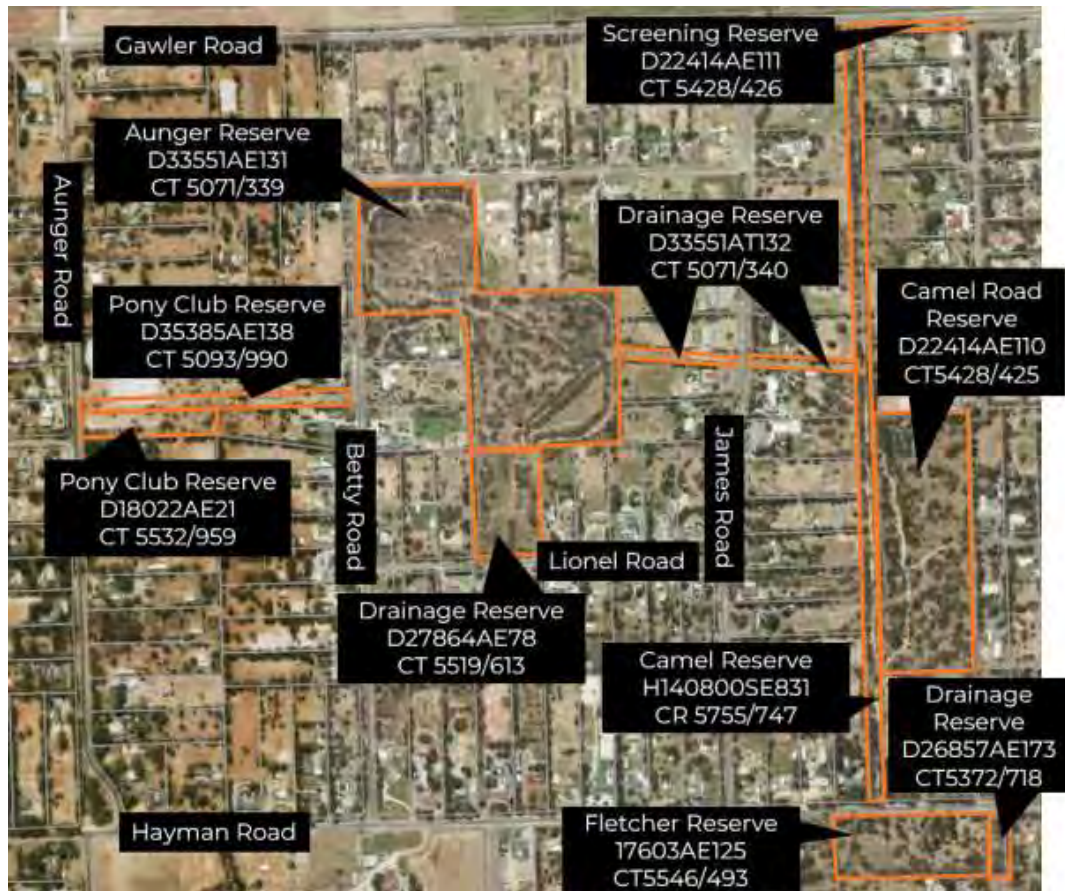 Gawler Road
Screening Reserve
D22414AE111
CT 5428/426
Aunger Reserve
D33551AE131
CT 5071/339
Aunger Road
Drainage Reserve
D33551AT132
CT 5071/340
Pony Club Reserve
D35385AE138
CT 5093/990
Camel Road
Reserve
D22414AE110
CT5428/425
Pony Club Reserve
D18022AE21
CT 5532/959
Betty Road
James Road
Lionel Road
Drainage Reserve
D27864AE78
CT 5519/613
Camel Reserve
H140800SE831
CR 5755/747
Drainage
Reserve
D26857AE173
CT5372/718
Hayman Road
Fletcher Reserve
17603AE125
CT5546/493